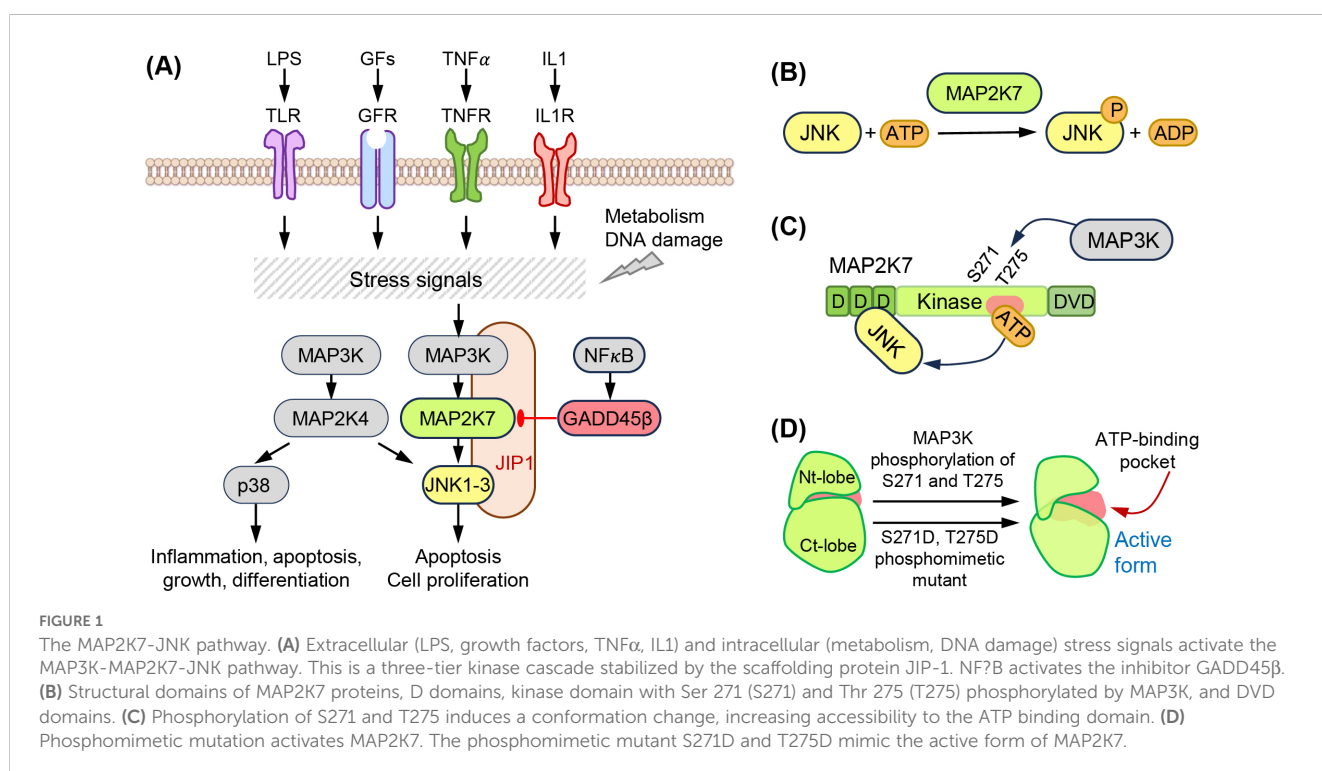 (A)
LPS
GFs
TNFα
IL1
TLR
GFR
TNFR
IL1R
Metabolism
DNA damage
Stress signals
MAP3K
MAP3K
NFκB
MAP2K4
MAP2K7
GADD45β
JIP1
p38
JNK1-3
Inflammation, apoptosis,
growth, differentiation
Apoptosis
Cell proliferation
(B)
MAP2K7
JNK
+
ATP
JNK
P
+
ADP
(C)
MAP3K
S271
T275
MAP2K7
D
D
D
Kinase
DVD
ATP
JNK
(D)
MAP3K
phosphorylation of
S271 and T275
ATP-binding
pocket
Nt-lobe
Ct-lobe
S271D, T275D
phosphomimetic
mutant
Active
form
FIGURE 1
The MAP2K7-JNK pathway. (A) Extracellular (LPS, growth factors, TNFα, IL1) and intracellular (metabolism, DNA damage) stress signals activate the
MAP3K-MAP2K7-JNK pathway. This is a three-tier kinase cascade stabilized by the scaffolding protein JIP-1. NF?B activates the inhibitor GADD45β.
(B) Structural domains of MAP2K7 proteins, D domains, kinase domain with Ser 271 (S271) and Thr 275 (T275) phosphorylated by MAP3K, and DVD
domains. (C) Phosphorylation of S271 and T275 induces a conformation change, increasing accessibility to the ATP binding domain. (D)
Phosphomimetic mutation activates MAP2K7. The phosphomimetic mutant S271D and T275D mimic the active form of MAP2K7.